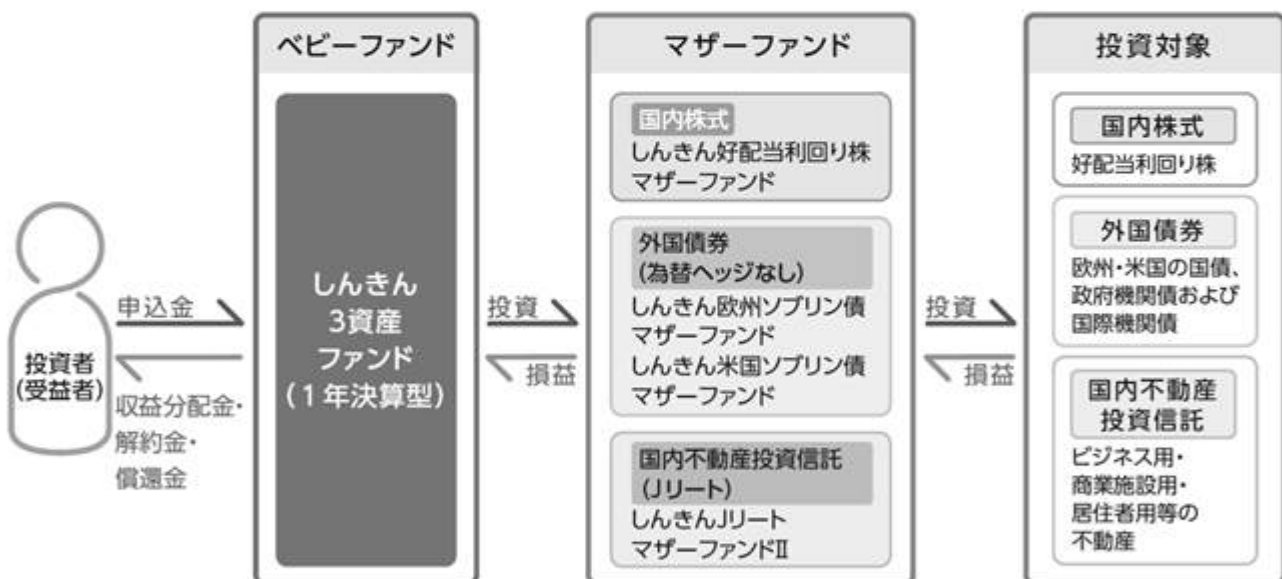 投資者
(受益者)
申込金
収益分配金・
解約金・
償還金
ベビーファンド
しんきん
3資産
ファンド
(1年決算型)
投資
損益
マザーファンド
国内株式
しんきん好配当利回り株
マザーファンド
外国債券
(為替ヘッジなし)
しんきん欧州ソブリン債
マザーファンド
しんきん米国ソブリン債
マザーファンド
国内不動産投資信託
(Jリート)
しんきんJリート
マザーファンドⅡ
投資
損益
投資対象
国内株式
好配当利回り株
外国債券
欧州・米国の国債、
政府機関債および
国際機関債
国内不動産
投資信託
ビジネス用・
商業施設用・
居住者用等の
不動産